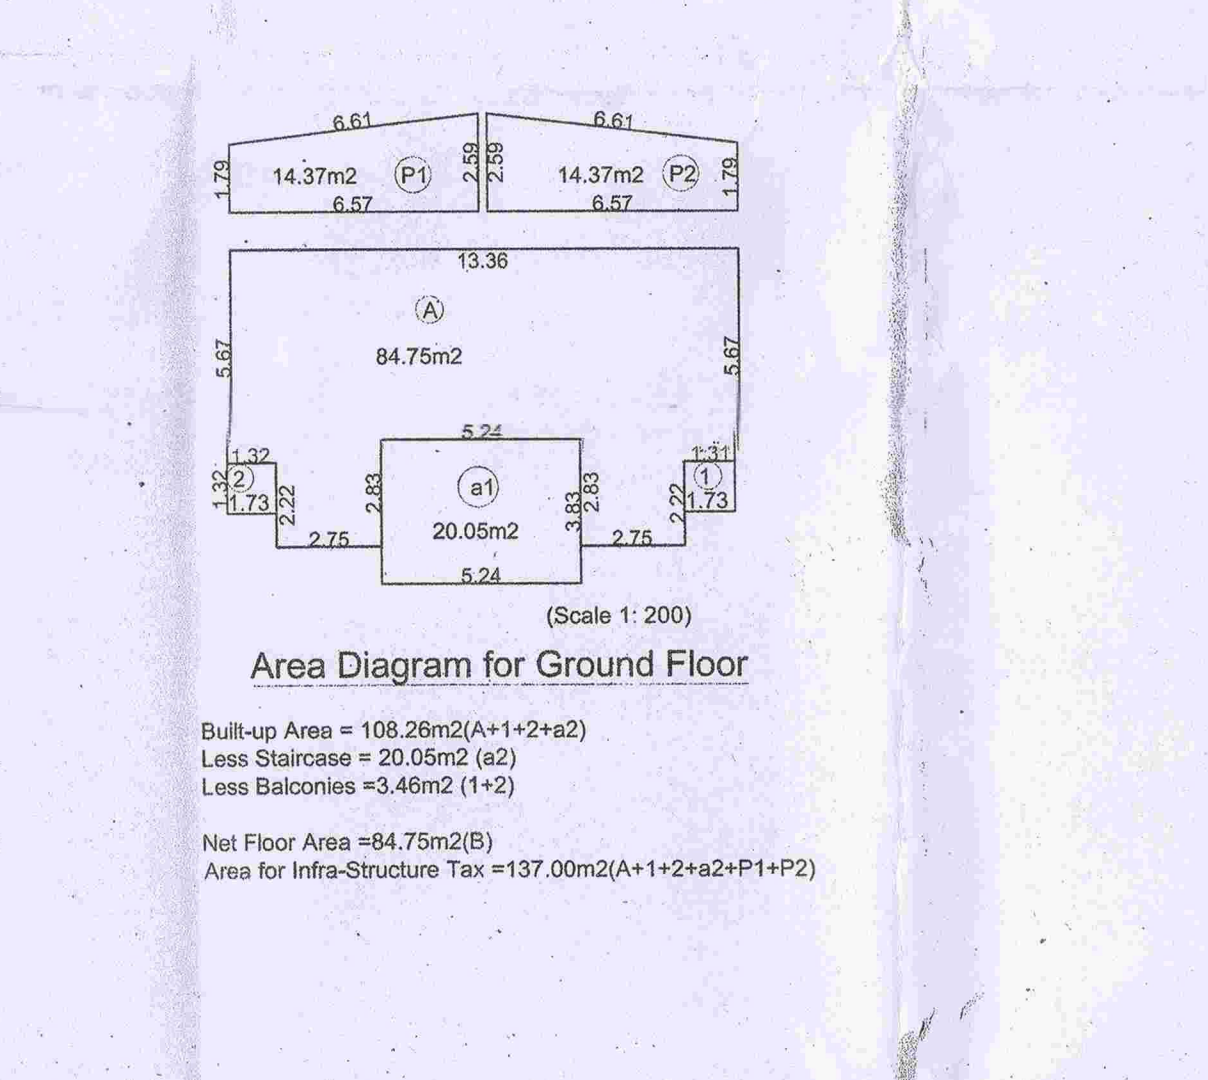 6.61
6.61
1.79
14.37m2
P1
2.59
2.59
14.37m2
P2
1.79
6.57
6.57
13.36
A
5.67
84.75m2
5.67
5.24
1.32
1.31
1.32
2
1.73
2.22
2.83
a1
3.83
2.83
2.22
1
1.73
20.05m2
2.75
2.75
5.24
(Scale 1: 200)
Area Diagram for Ground Floor
Built-up Area = 108.26m2(A+1+2+a2)
Less Staircase = 20.05m2 (a2)
Less Balconies =3.46m2 (1+2)
Net Floor Area =84.75m2(B)
Area for Infra-Structure Tax =137.00m2(A+1+2+a2+P1+P2)